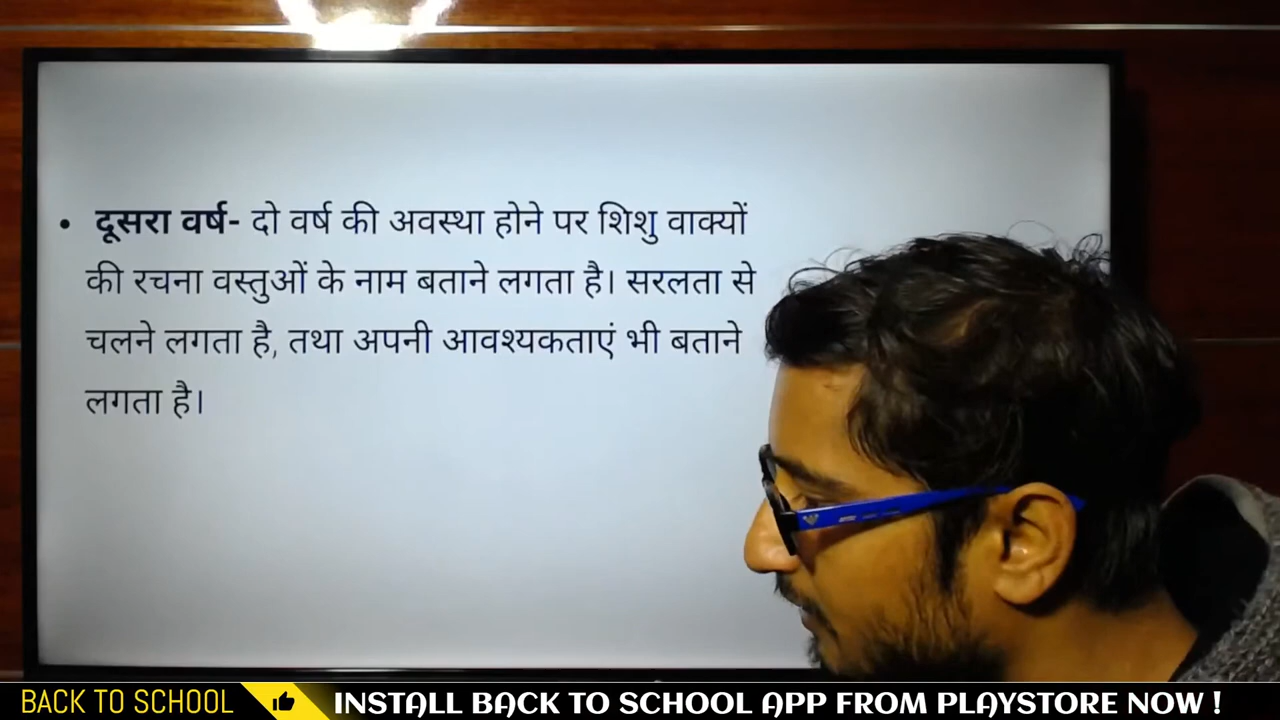 • दूसरा वर्ष- दो वर्ष की अवस्था होने पर शिशु वाक्यों
की रचना वस्तुओं के नाम बताने लगता है। सरलता से
चलने लगता है, तथा अपनी आवश्यकताएं भी बताने
लगता है।
BACK TO SCHOOL INSTALL BACK TO SCHOOL APP FROM PLAYSTORE NOW !